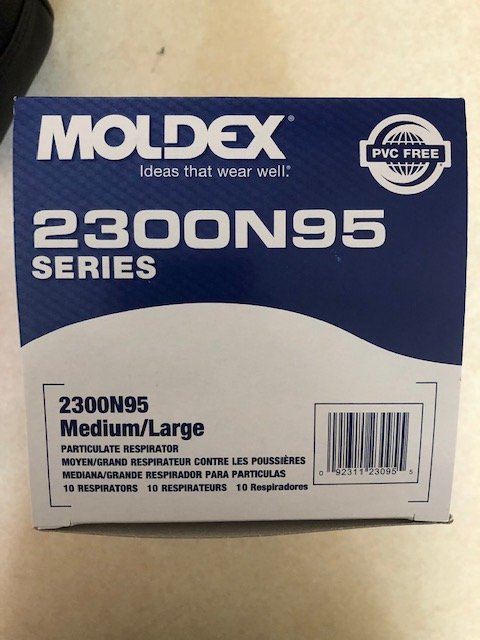 MOLDEX®
Ideas that wear well.®
PVC FREE
2300N95
SERIES
2300N95
Medium/Large
PARTICULATE RESPIRATOR
MOYEN/GRAND RESPIRATEUR CONTRE LES POUSSIÈRES
MEDIANA/GRANDE RESPIRADOR PARA PARTICULAS
10 RESPIRATORS 10 RESPIRATEURS 10 Respiradores
0 92311 23095 5